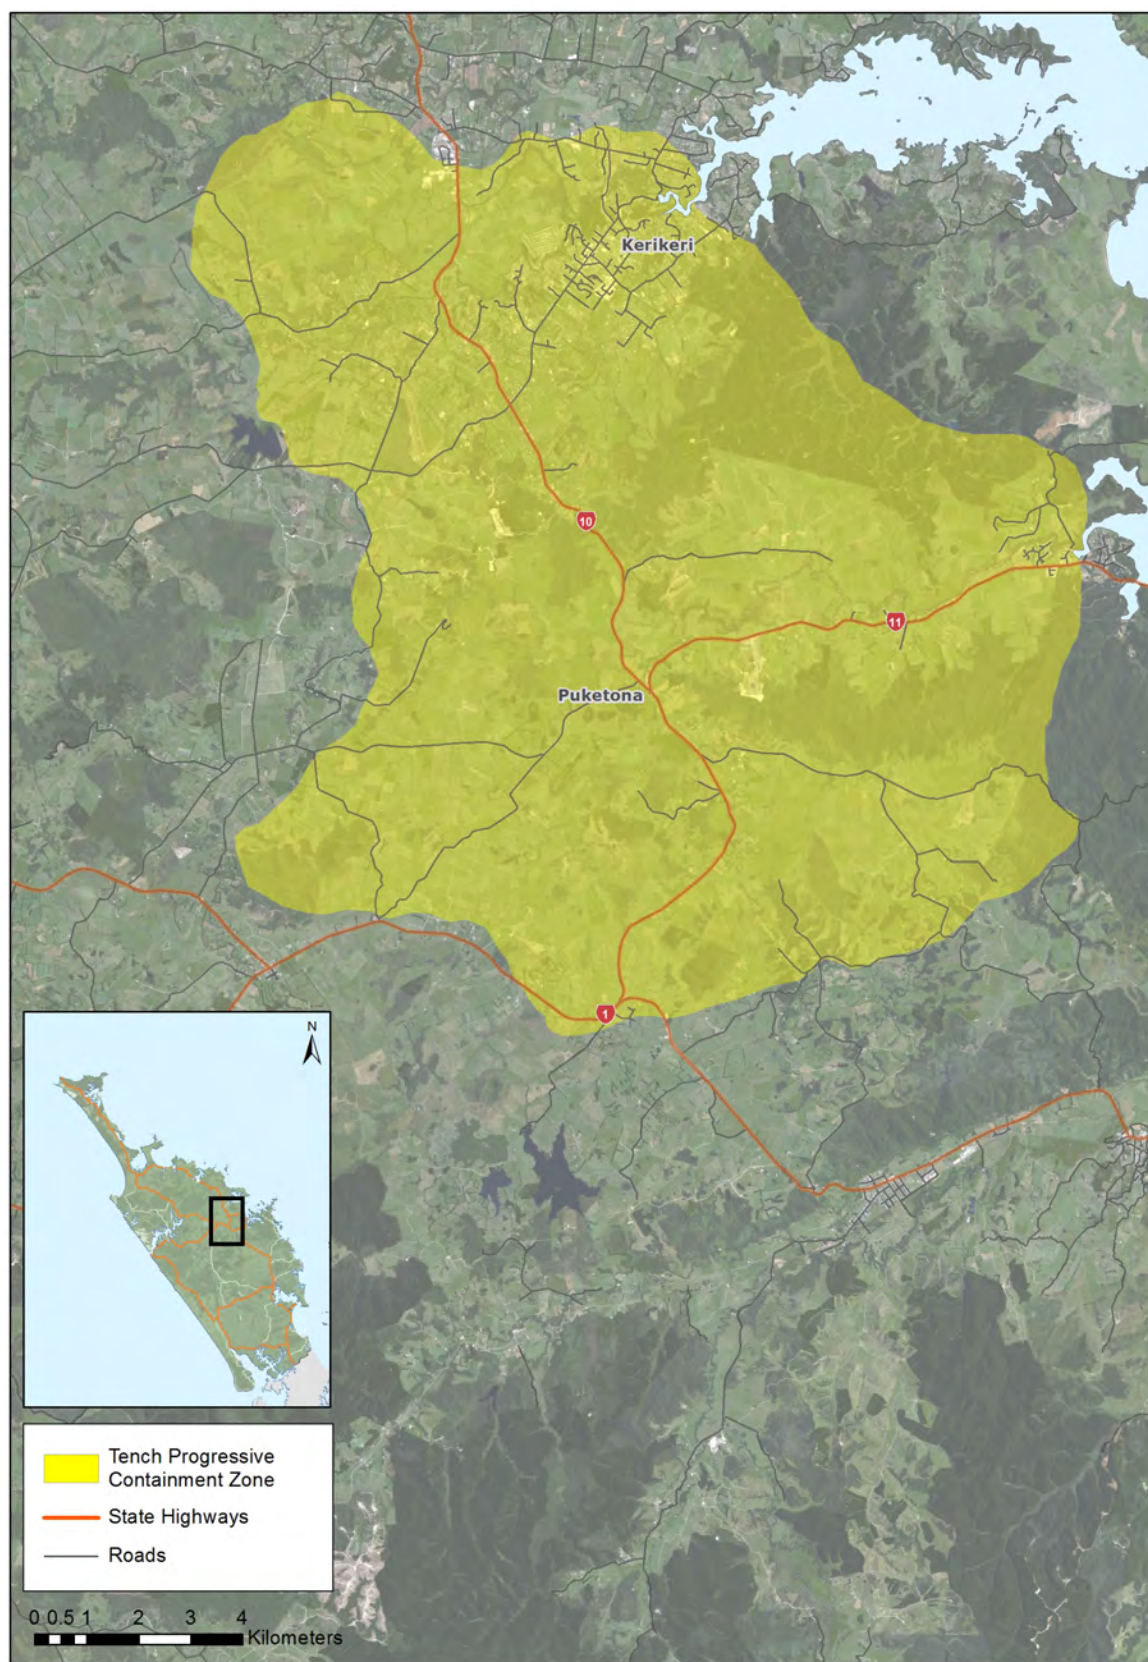 Kerikeri
10
11
Puketona
1
N
Tench Progressive
Containment Zone
State Highways
Roads
0 0.5 1 2 3 4
Kilometers